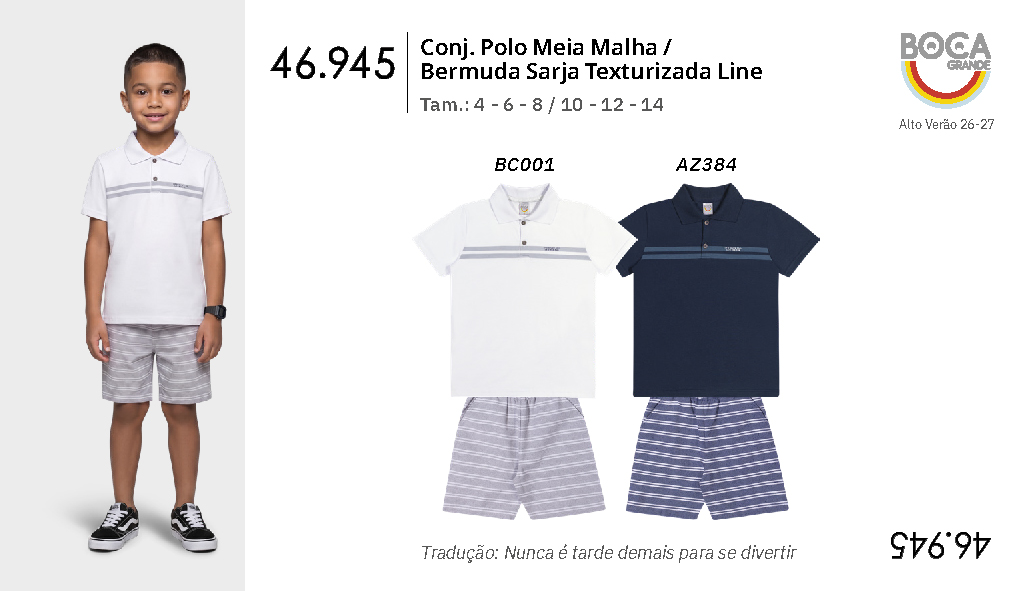 46.945
Conj. Polo Meia Malha /
Bermuda Sarja Texturizada Line
Tam.: 4 - 6 - 8 / 10 - 12 - 14
BOCA
GRANDE
Alto Verão 26-27
BC001
AZ384
Tradução: Nunca é tarde demais para se divertir
46.945